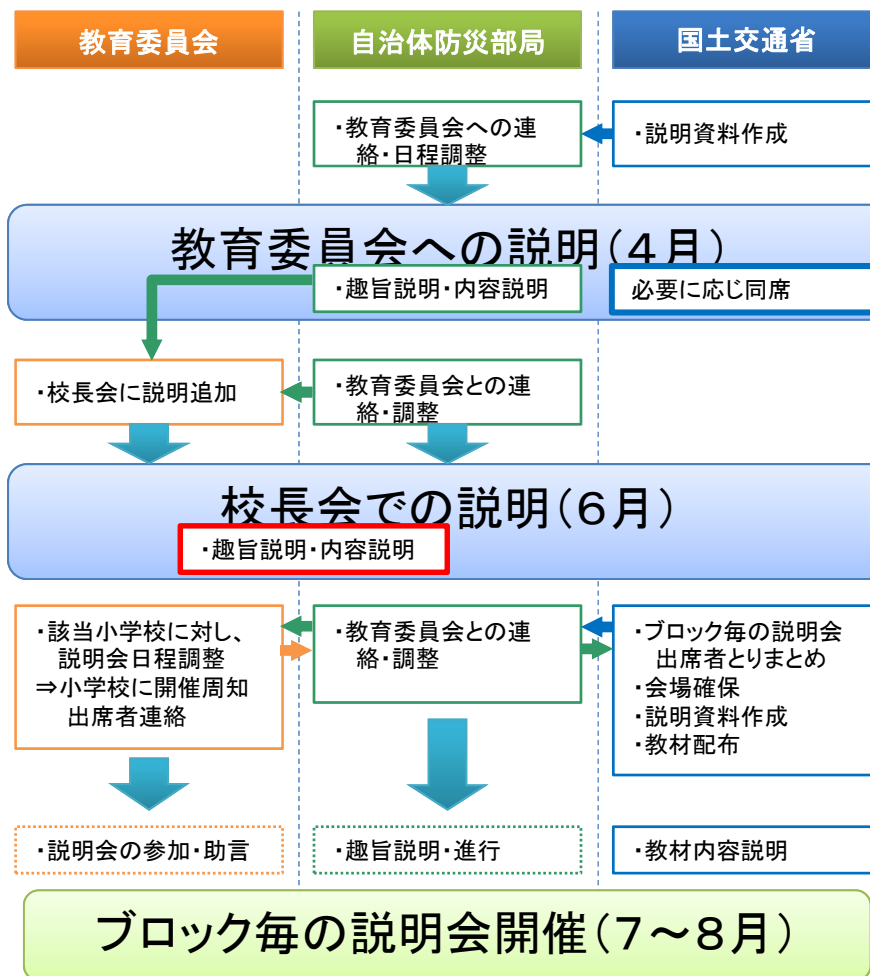 教育委員会
自治体防災部局
国土交通省
・教育委員会への連
絡・日程調整
・説明資料作成
教育委員会への説明（４月）
・趣旨説明・内容説明
必要に応じ同席
・校長会に説明追加
・教育委員会との連
絡・調整
校長会での説明（６月）
・趣旨説明・内容説明
・該当小学校に対し、
説明会日程調整
⇒小学校に開催周知
出席者連絡
・教育委員会との連
絡・調整
・ブロック毎の説明会
出席者とりまとめ
・会場確保
・説明資料作成
・教材配布
・説明会の参加・助言
・趣旨説明・進行
・教材内容説明
ブロック毎の説明会開催（７～８月）